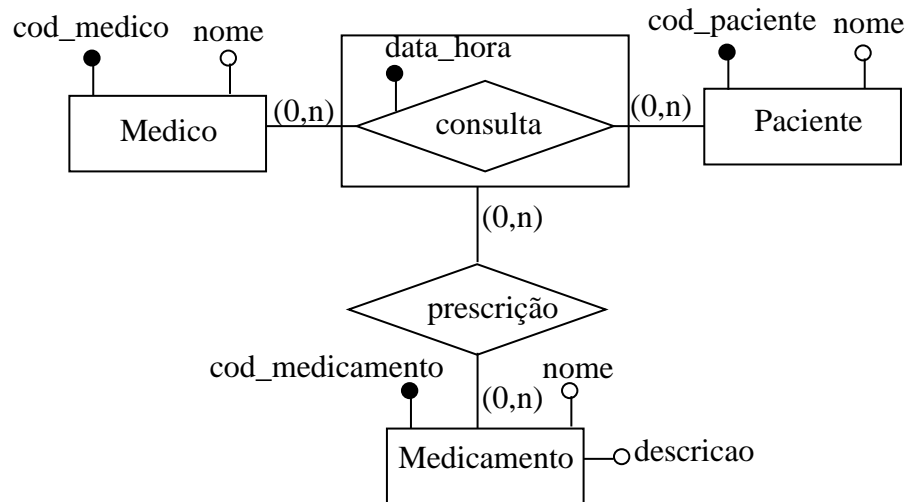 cod_medico
nome
data_hora
cod_paciente
nome
Medico
(0,n)
consulta
(0,n)
Paciente
(0,n)
prescrição
cod_medicamento
nome
(0,n)
Medicamento
descricao